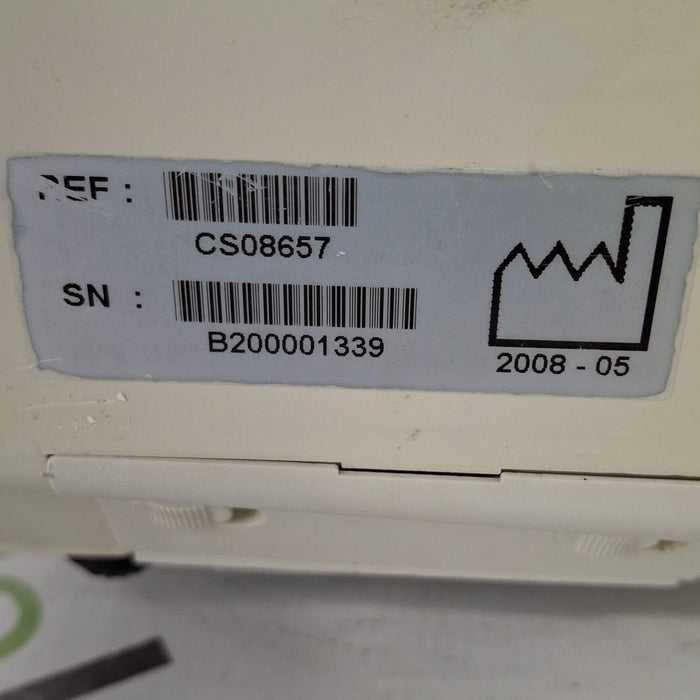 REF :
CS08657
SN :
B200001339
2008 - 05